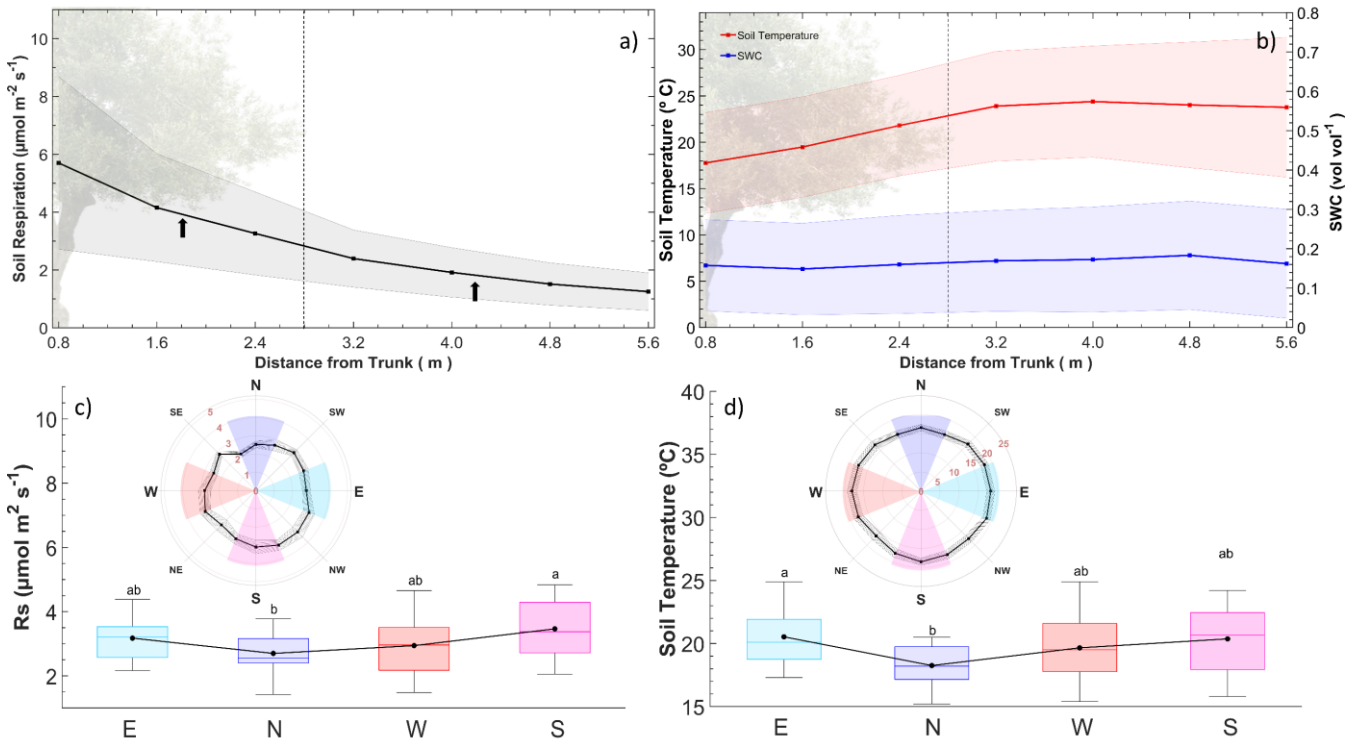 a)
10
8
6
4
2
0
Soil Respiration (µmol m-2 s-1)
0.8 1.6 2.4 3.2 4.0 4.8 5.6
Distance from Trunk ( m )
b)
Soil Temperature
SWC
30
25
20
15
10
5
0
Soil Temperature (º C)
0.8
0.7
0.6
0.5
0.4
0.3
0.2
0.1
0
SWC (vol vol-1)
0.8 1.6 2.4 3.2 4.0 4.8 5.6
Distance from Trunk ( m )
c)
10
8
6
4
2
Rs (µmol m-2 s-1)
N
SE SW
5
4
3
2
1
0
W E
NE NW
S
ab b ab a
E N W S
d)
40
35
30
25
20
15
Soil Temperature (ºC)
N
SE SW
25
20
15
10
5
0
W E
NE NW
S
a b ab ab
E N W S